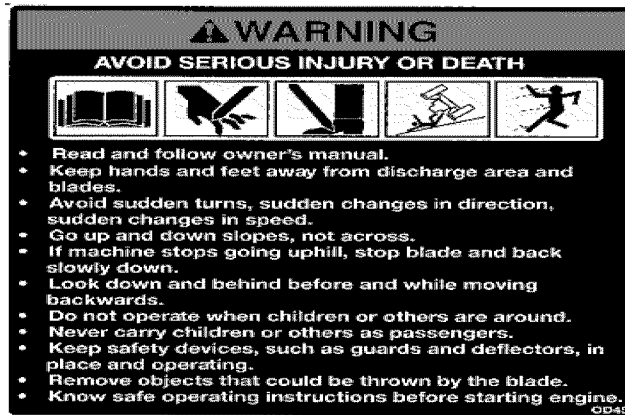 ⚠WARNING
AVOID SERIOUS INJURY OR DEATH
• Read and follow owner's manual.
• Keep hands and feet away from discharge area and
blades.
• Avoid sudden turns, sudden changes in direction,
sudden changes in speed.
• Go up and down slopes, not across.
• If machine stops going uphill, stop blade and back
slowly down.
• Look down and behind before and while moving
backwards.
• Do not operate when children or others are around.
• Never carry children or others as passengers.
• Keep safety devices, such as guards and deflectors, in
place and operating.
• Remove objects that could be thrown by the blade.
• Know safe operating instructions before starting engine.